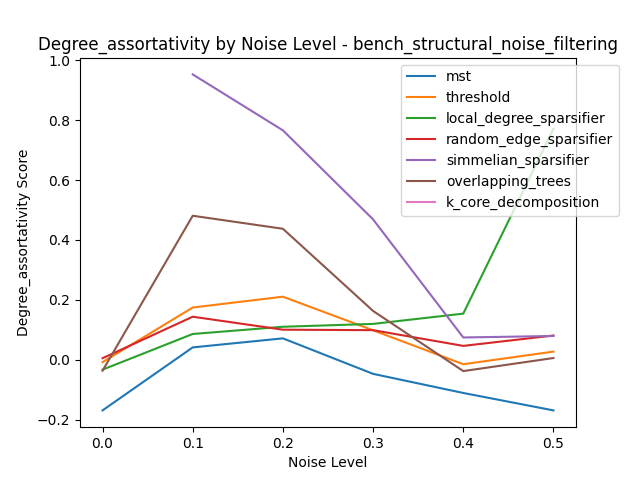 Degree_assortativity by Noise Level - bench_structural_noise_filtering
1.0
0.8
0.6
0.4
0.2
0.0
−0.2
Degree_assortativity Score
mst
threshold
local_degree_sparsifier
random_edge_sparsifier
simmelian_sparsifier
overlapping_trees
k_core_decomposition
0.0 0.1 0.2 0.3 0.4 0.5
Noise Level